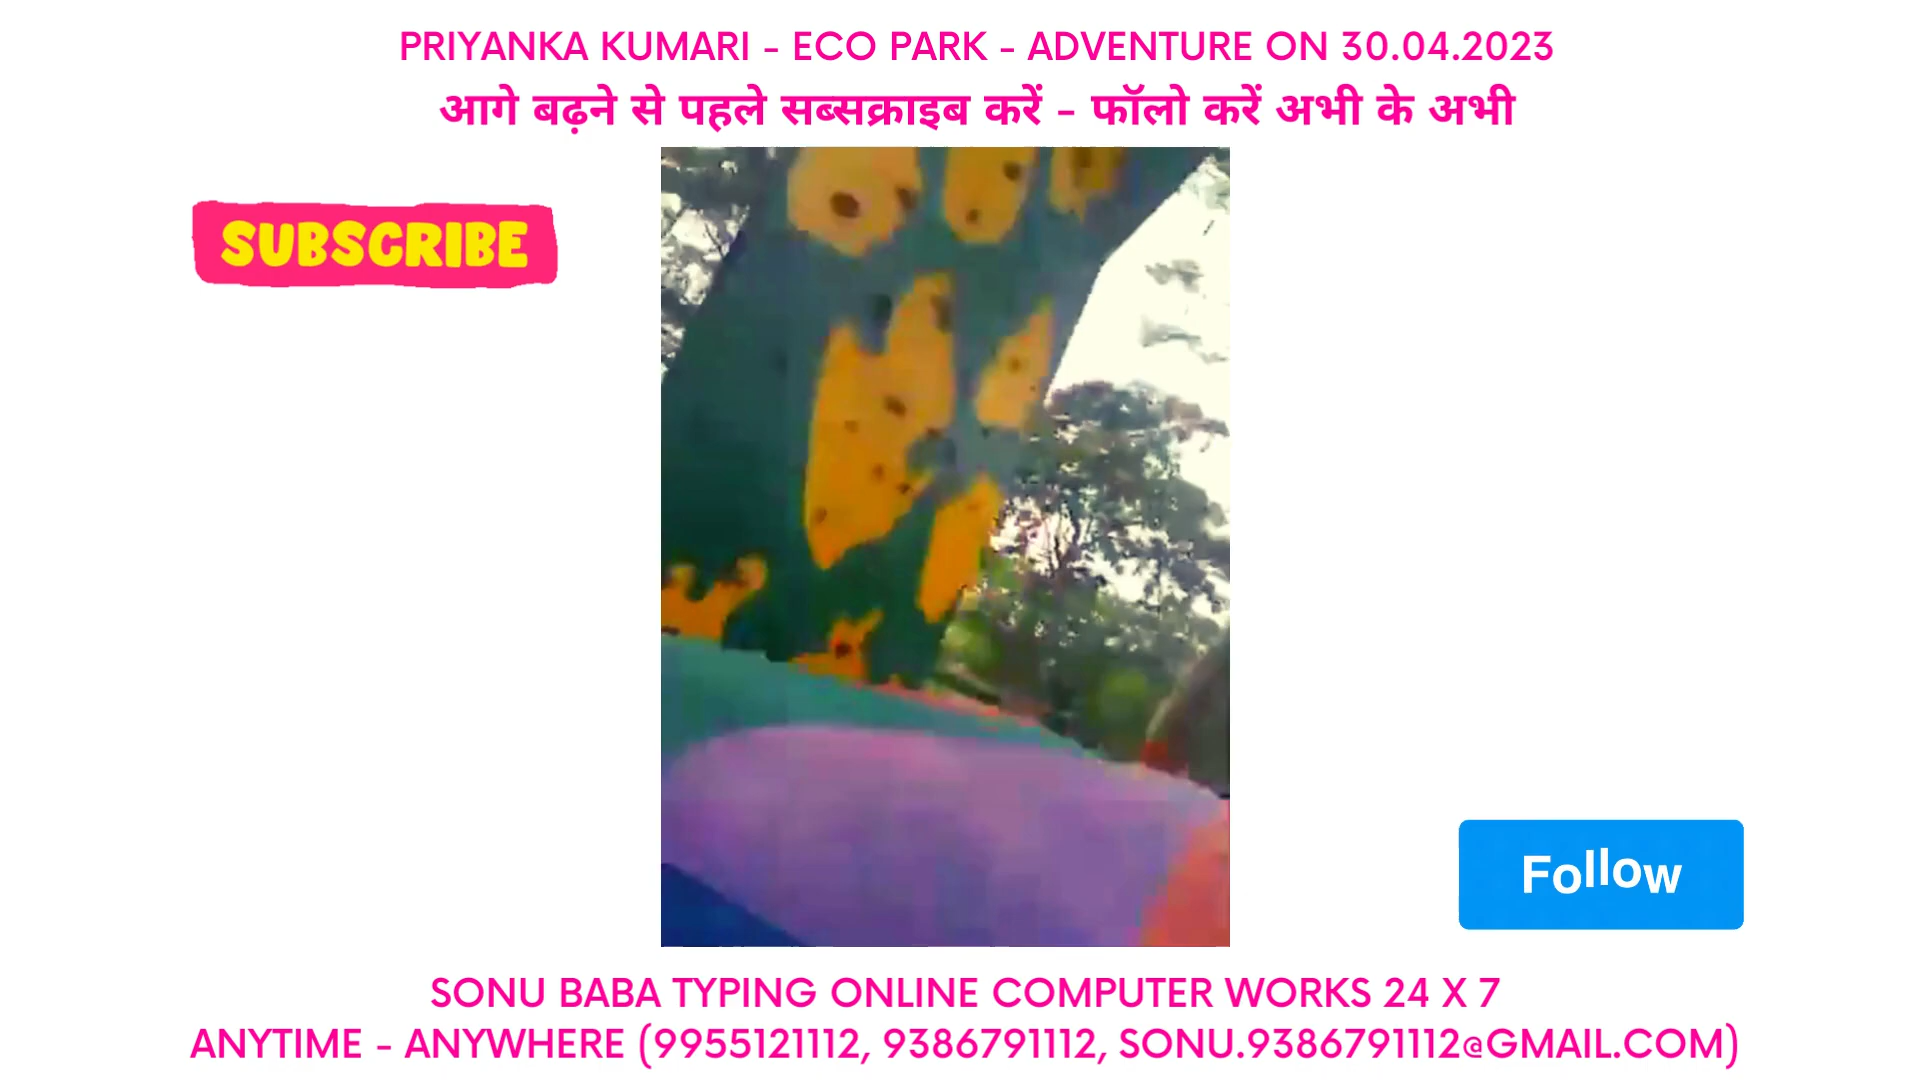 PRIYANKA KUMARI - ECO PARK - ADVENTURE ON 30.04.2023
आगे बढ़ने से पहले सब्सक्राइब करें - फॉलो करें अभी के अभी
SUBSCRIBE
Follow
SONU BABA TYPING ONLINE COMPUTER WORKS 24 X 7
ANYTIME - ANYWHERE (9955121112, 9386791112, SONU.9386791112@GMAIL.COM)